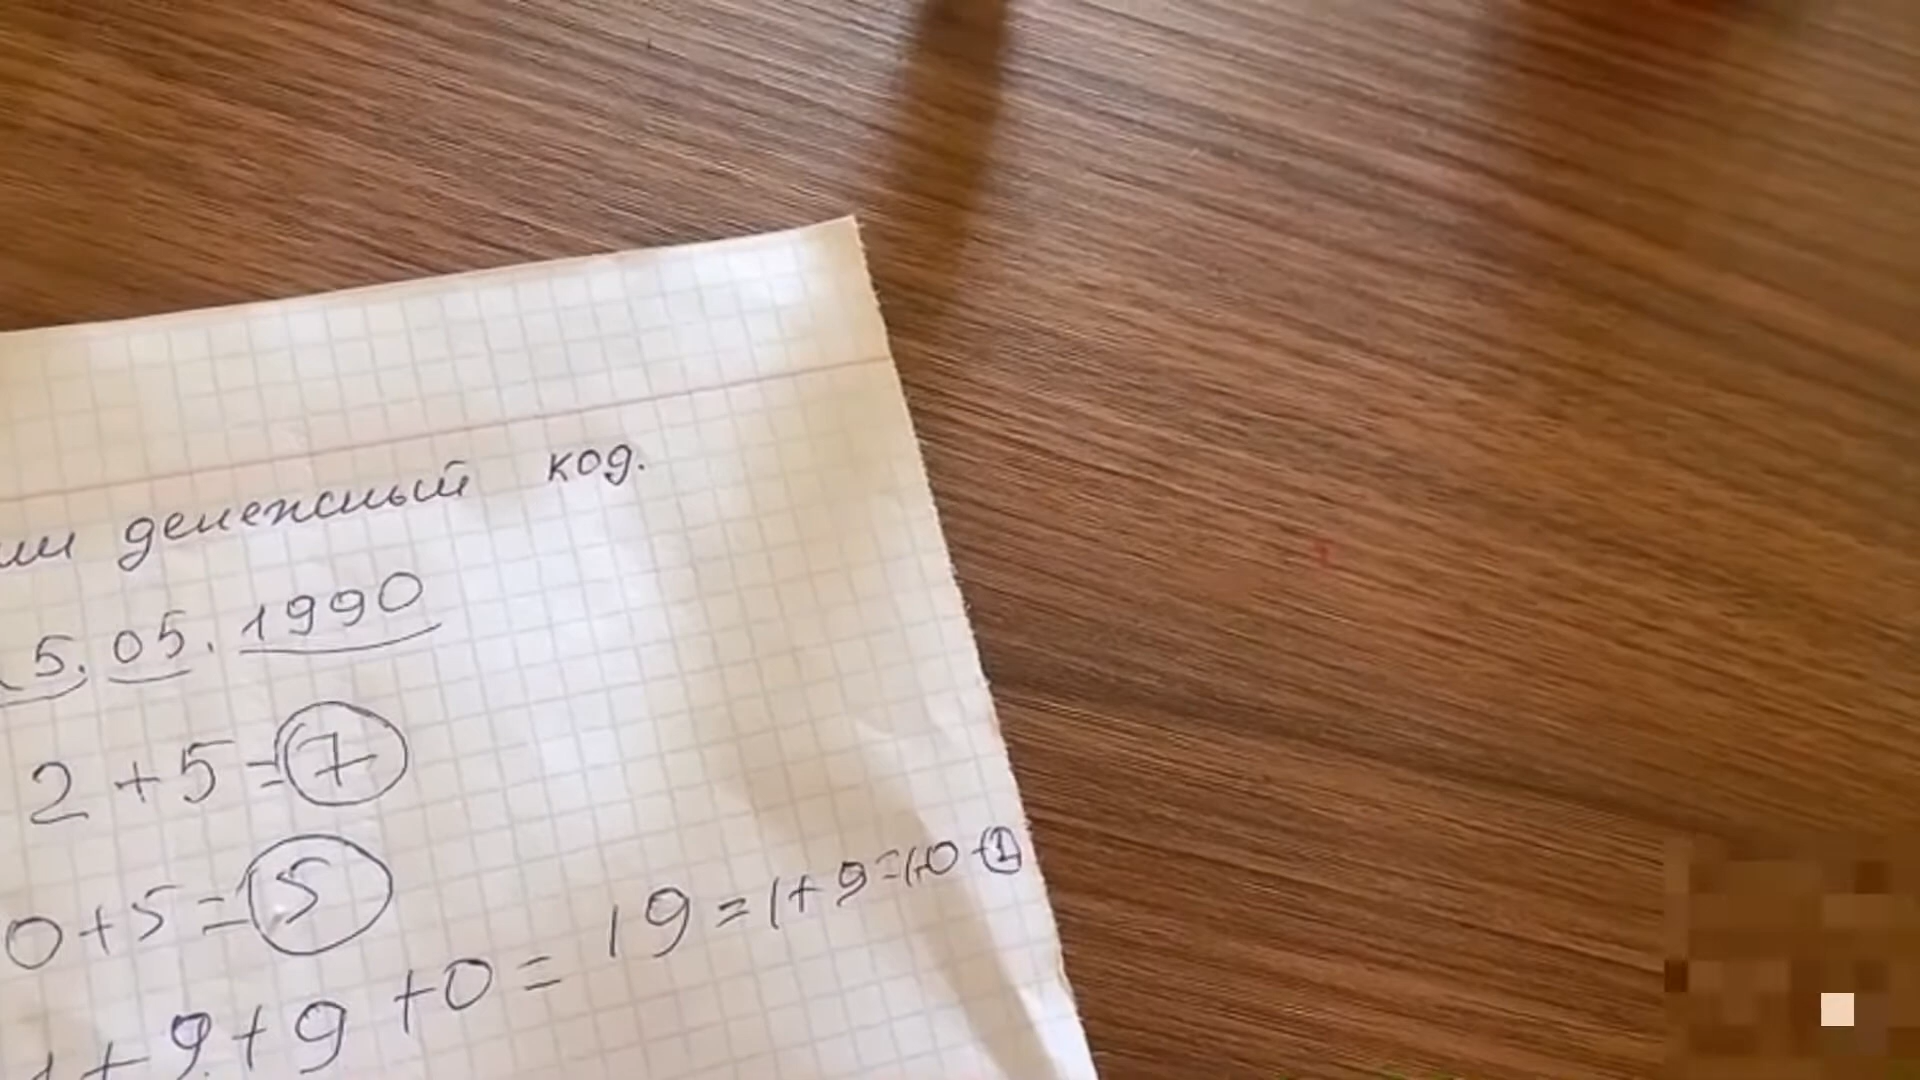 денежный код.
5. 05. 1990
2 + 5 = 7
0 + 5 = 5
1 + 9 + 9 + 0 = 19 = 1 + 9 = 10 1